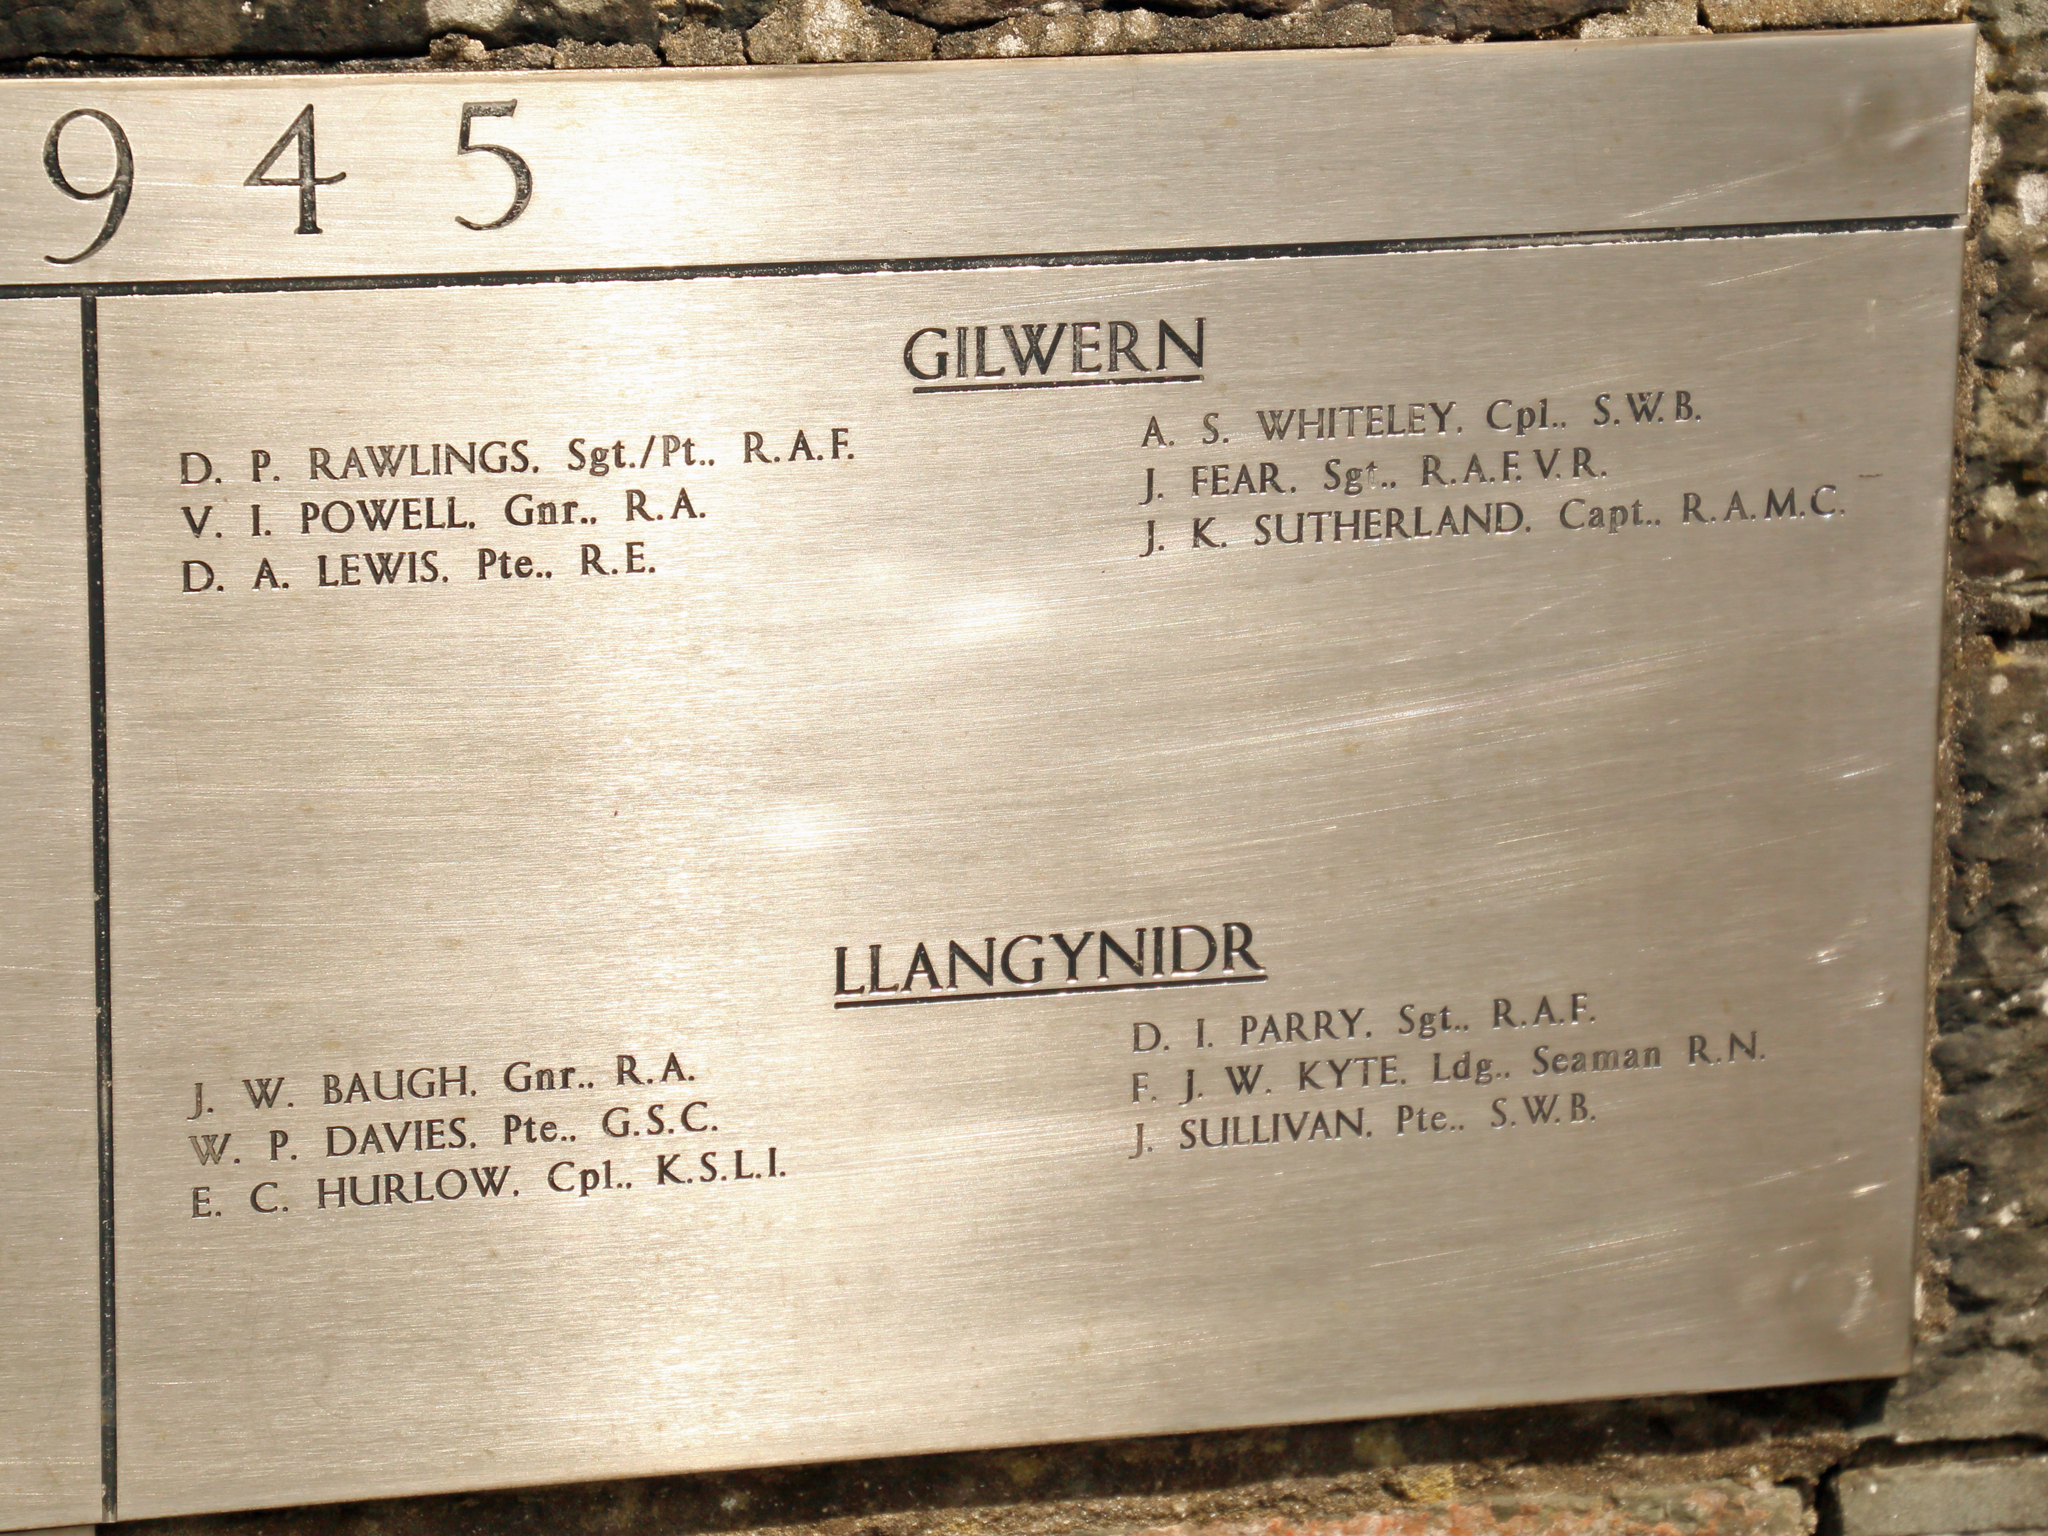 945
GILWERN
D. P. RAWLINGS, Sgt./Pt., R.A.F.
V. I. POWELL, Gnr., R.A.
D. A. LEWIS, Pte., R.E.
A. S. WHITELEY, Cpl., S.W.B.
J. FEAR, Sgt., R.A.F.V.R.
J. K. SUTHERLAND, Capt., R.A.M.C.
LLANGYNIDR
J. W. BAUGH, Gnr., R.A.
W. P. DAVIES, Pte., G.S.C.
E. C. HURLOW, Cpl., K.S.L.I.
D. I. PARRY, Sgt., R.A.F.
F. J. W. KYTE, Ldg., Seaman R.N.
J. SULLIVAN, Pte., S.W.B.